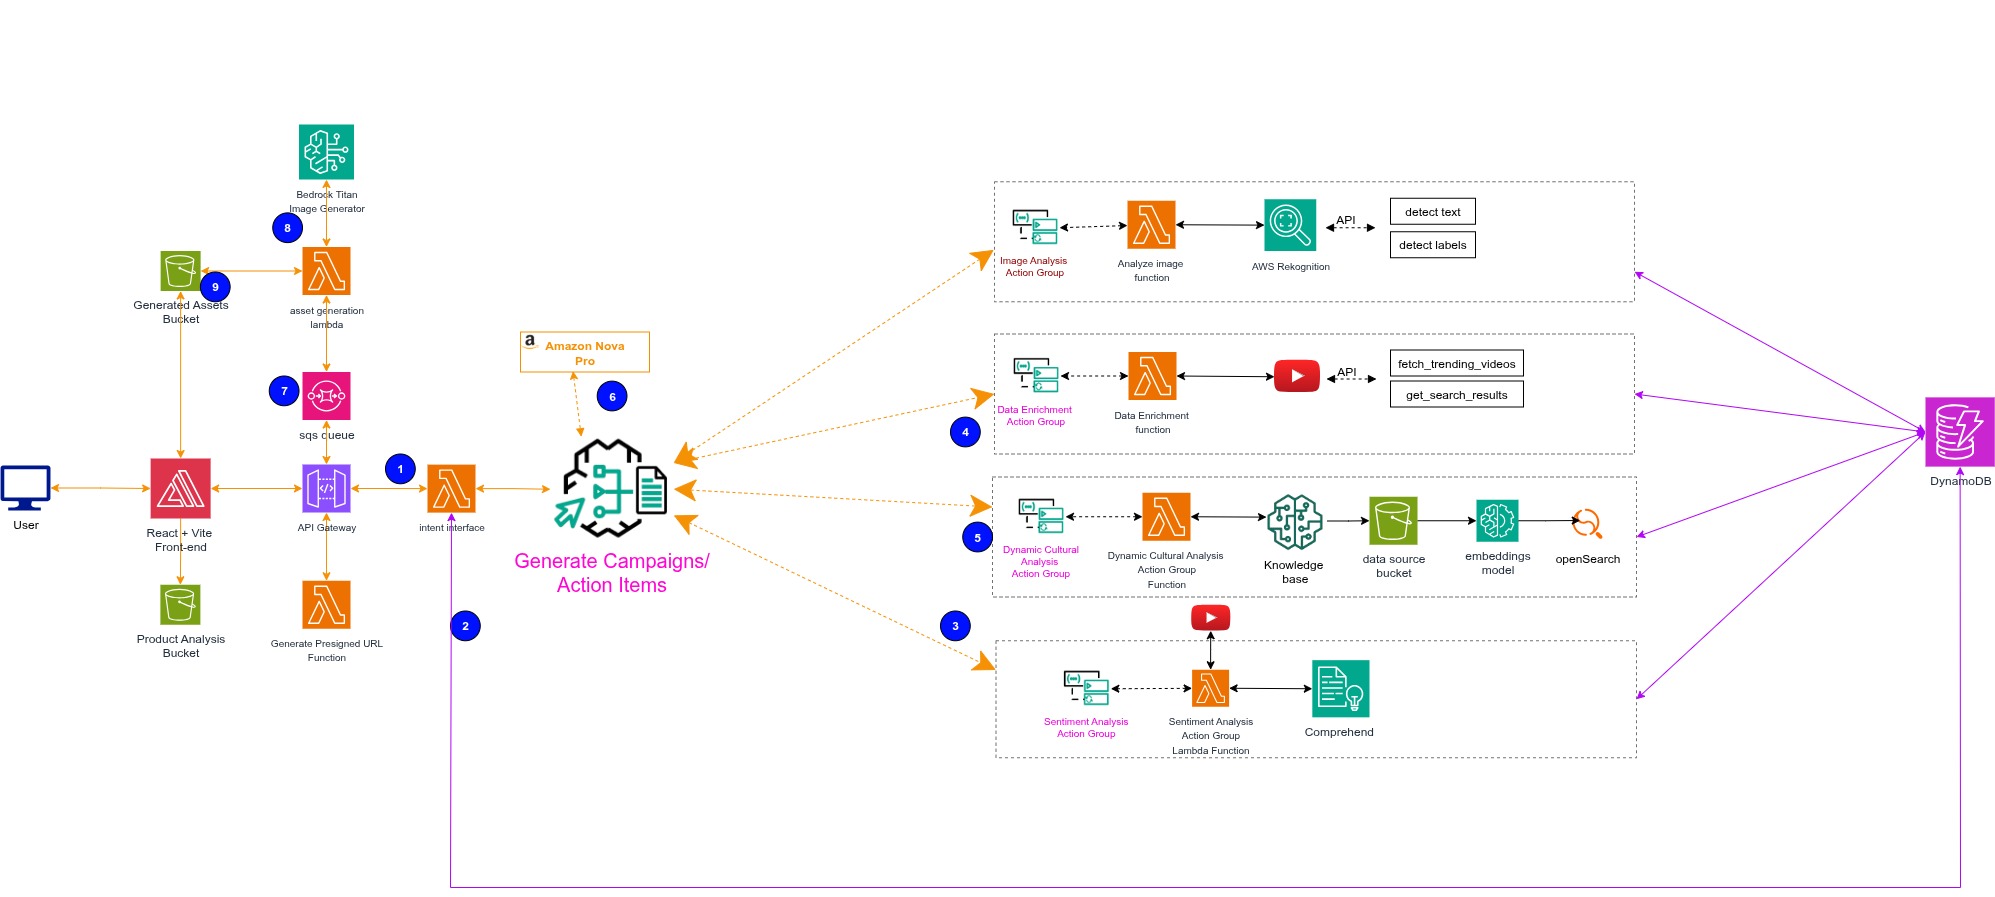 Bedrock Titan
Image Generator
8
9
Generated Assets
Bucket
asset generation
lambda
7
sqs queue
User
React + Vite
Front-end
API Gateway
1
intent interface
Product Analysis
Bucket
Generate Presigned URL
Function
2
a
Amazon Nova
Pro
6
Generate Campaigns/
Action Items
4
5
3
Image Analysis
Action Group
Analyze image
function
AWS Rekognition
API
detect text
detect labels
Data Enrichment
Action Group
Data Enrichment
function
API
fetch_trending_videos
get_search_results
Dynamic Cultural
Analysis
Action Group
Dynamic Cultural Analysis
Action Group
Function
Knowledge
base
data source
bucket
embeddings
model
openSearch
Sentiment Analysis
Action Group
Sentiment Analysis
Action Group
Lambda Function
Comprehend
DynamoDB